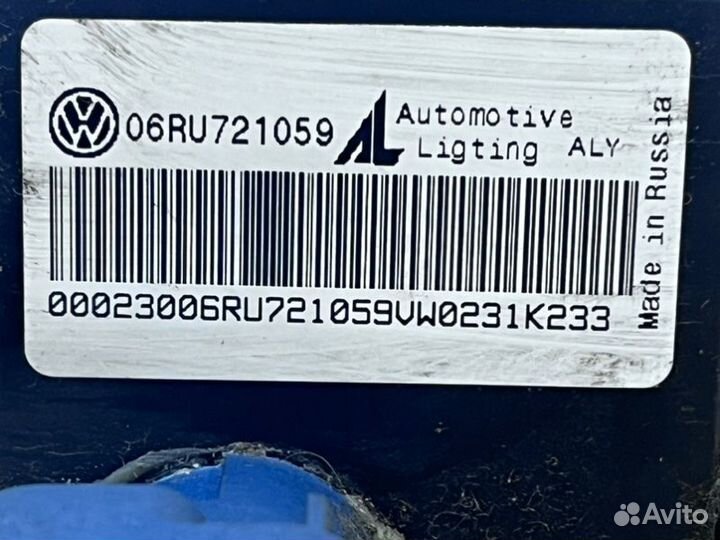 06RU721059
Automotive
Ligting ALY
00023006RU721059VW0231K233
Made in Russia
Avito